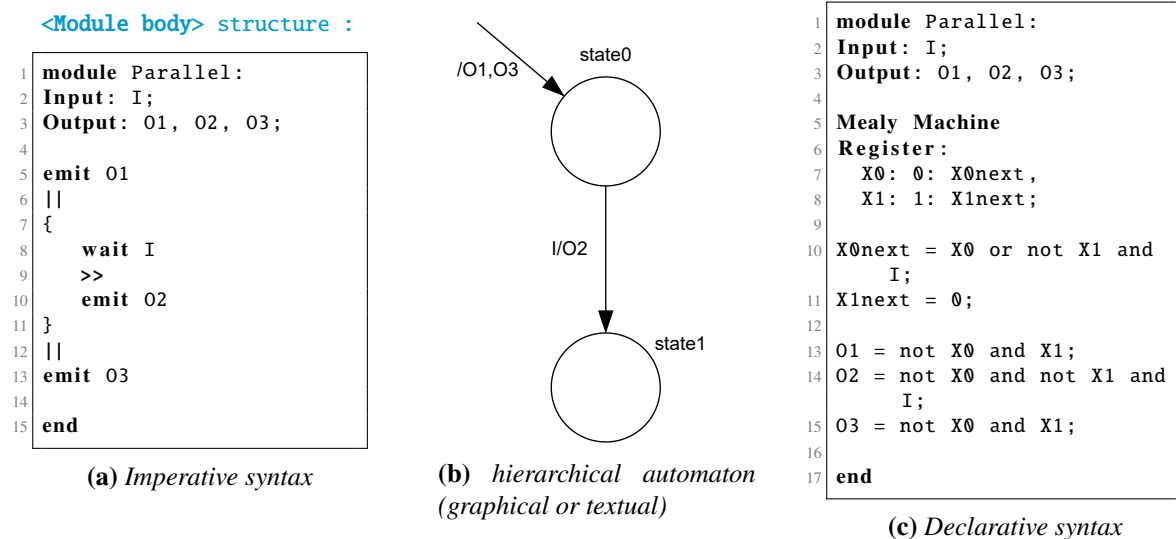 <Module body> structure :
1 module Parallel:
2 Input: I;
3 Output: O1, O2, O3;
4
5 emit O1
6 ||
7 {
8 wait I
9 >>
10 emit O2
11 }
12 ||
13 emit O3
14
15 end
(a) Imperative syntax
/O1,O3
state0
I/O2
state1
(b) hierarchical automaton
(graphical or textual)
1 module Parallel:
2 Input: I;
3 Output: O1, O2, O3;
4
5 Mealy Machine
6 Register:
7 X0: 0: X0next,
8 X1: 1: X1next;
9
10 X0next = X0 or not X1 and
I;
11 X1next = 0;
12
13 O1 = not X0 and X1;
14 O2 = not X0 and not X1 and
I;
15 O3 = not X0 and X1;
16
17 end
(c) Declarative syntax